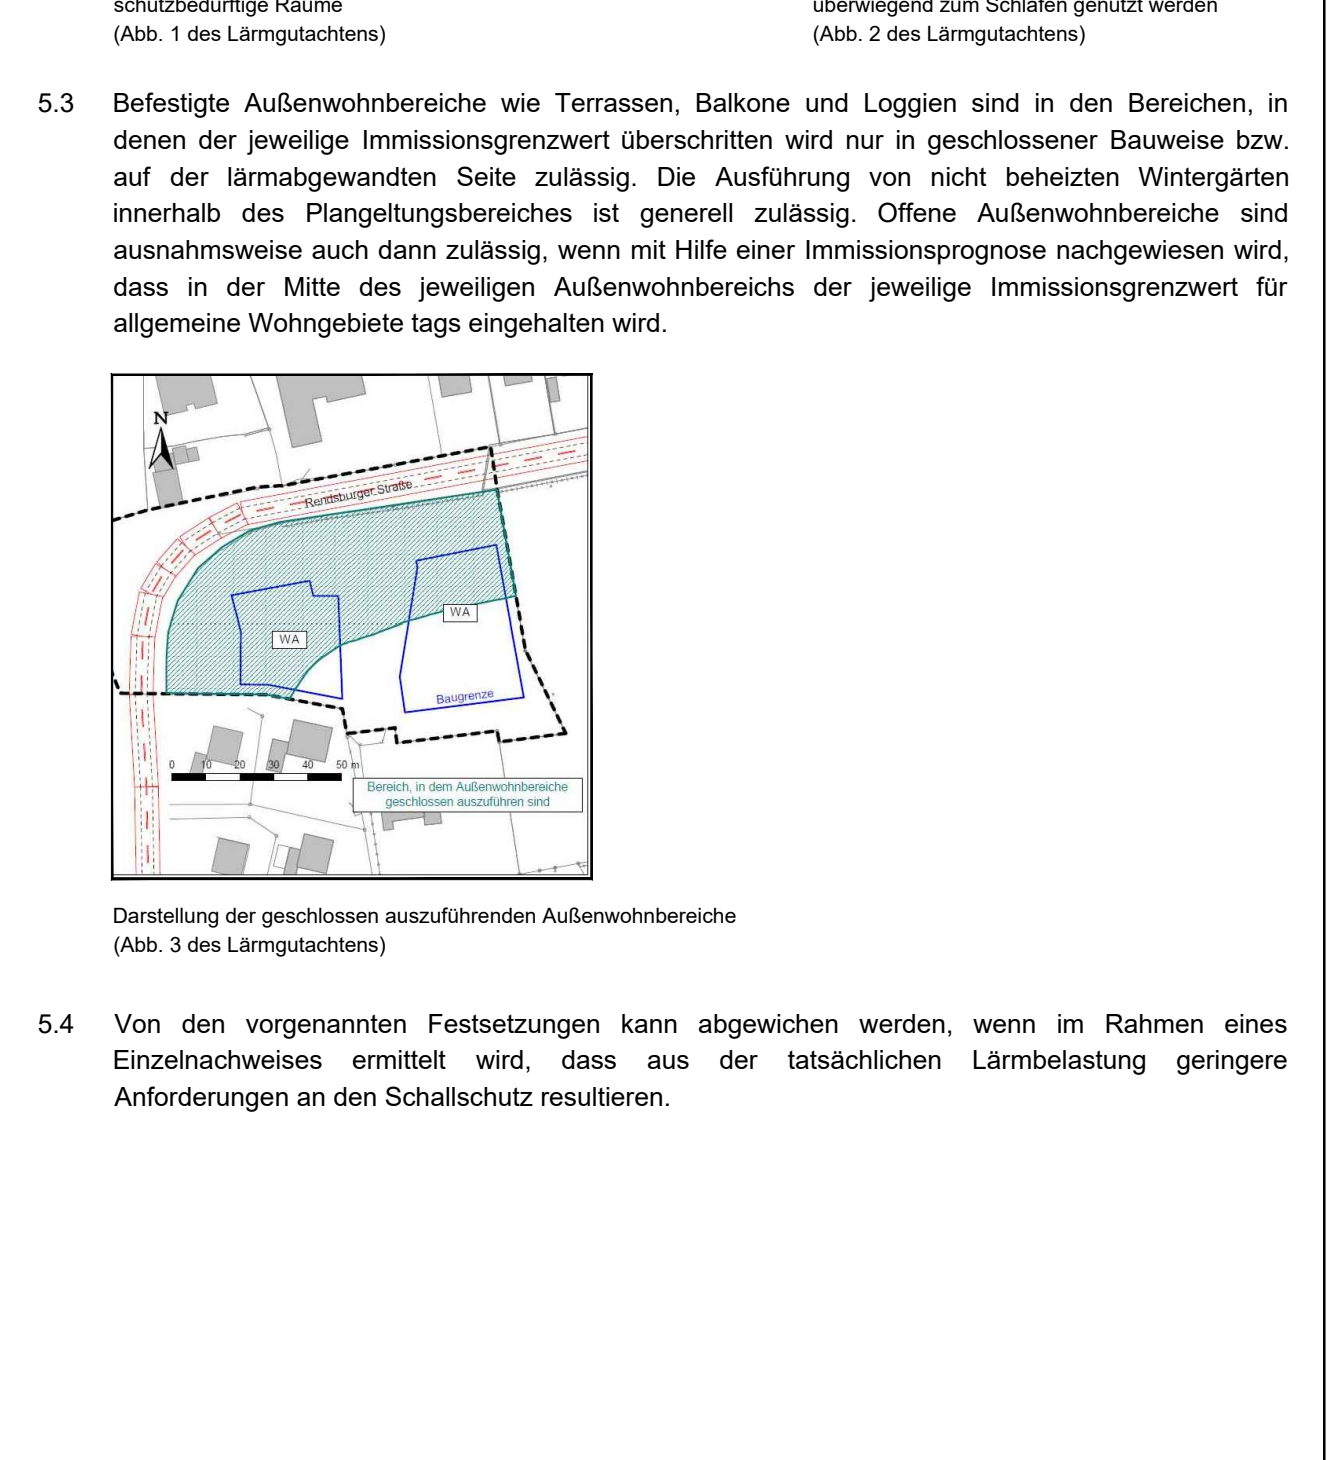 schutzbedürftige Räume
(Abb. 1 des Lärmgutachtens)
überwiegend zum Schlafen genutzt werden
(Abb. 2 des Lärmgutachtens)
5.3 Befestigte Außenwohnbereiche wie Terrassen, Balkone und Loggien sind in den Bereichen, in
denen der jeweilige Immissionsgrenzwert überschritten wird nur in geschlossener Bauweise bzw.
auf der lärmabgewandten Seite zulässig. Die Ausführung von nicht beheizten Wintergärten
innerhalb des Plangeltungsbereiches ist generell zulässig. Offene Außenwohnbereiche sind
ausnahmsweise auch dann zulässig, wenn mit Hilfe einer Immissionsprognose nachgewiesen wird,
dass in der Mitte des jeweiligen Außenwohnbereichs der jeweilige Immissionsgrenzwert für
allgemeine Wohngebiete tags eingehalten wird.
N
Rendsburger Straße
WA
WA
Baugrenze
0 10 20 30 40 50 m
Bereich, in dem Außenwohnbereiche
geschlossen auszuführen sind
Darstellung der geschlossen auszuführenden Außenwohnbereiche
(Abb. 3 des Lärmgutachtens)
5.4 Von den vorgenannten Festsetzungen kann abgewichen werden, wenn im Rahmen eines
Einzelnachweises ermittelt wird, dass aus der tatsächlichen Lärmbelastung geringere
Anforderungen an den Schallschutz resultieren.